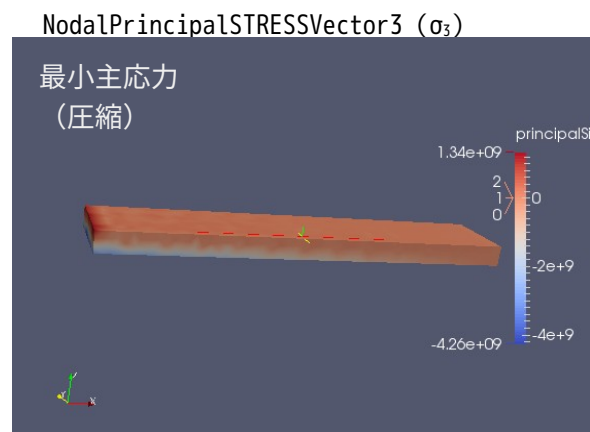 NodalPrincipalSTRESSVector3 (σ₃)
最小主応力
（圧縮）
principalSi
1.34e+09
2
1
0
0
-2e+9
-4e+9
-4.26e+09
Y
X